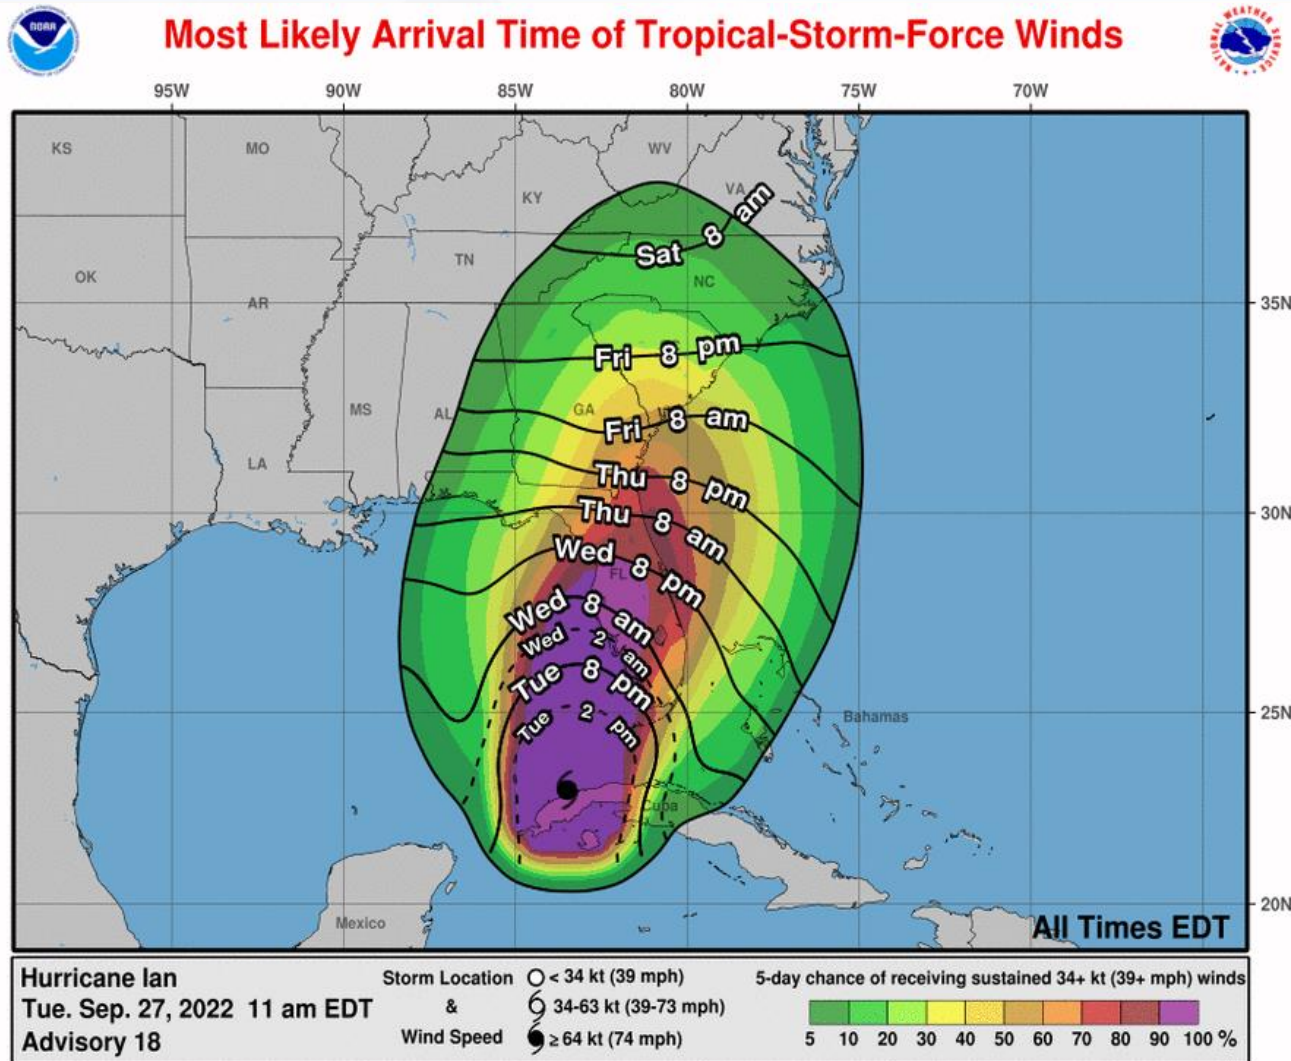 NOAA
Most Likely Arrival Time of Tropical-Storm-Force Winds
NATIONAL WEATHER SERVICE
95W 90W 85W 80W 75W 70W
KS
MO
WV
KY
VA
Sat 8 am
OK
TN
NC
AR
35N
Fri 8 pm
MS
AL
GA
Fri 8 am
LA
Thu 8 pm
Thu 8 am
30N
Wed 8 pm
FL
Wed 8 am
Wed 2 am
Tue 8 pm
Tue 2 pm
25N
Bahamas
Cuba
20N
Mexico
All Times EDT
Hurricane Ian
Tue. Sep. 27, 2022 11 am EDT
Advisory 18
Storm Location
&
Wind Speed
< 34 kt (39 mph)
34-63 kt (39-73 mph)
≥ 64 kt (74 mph)
5-day chance of receiving sustained 34+ kt (39+ mph) winds
5 10 20 30 40 50 60 70 80 90 100 %